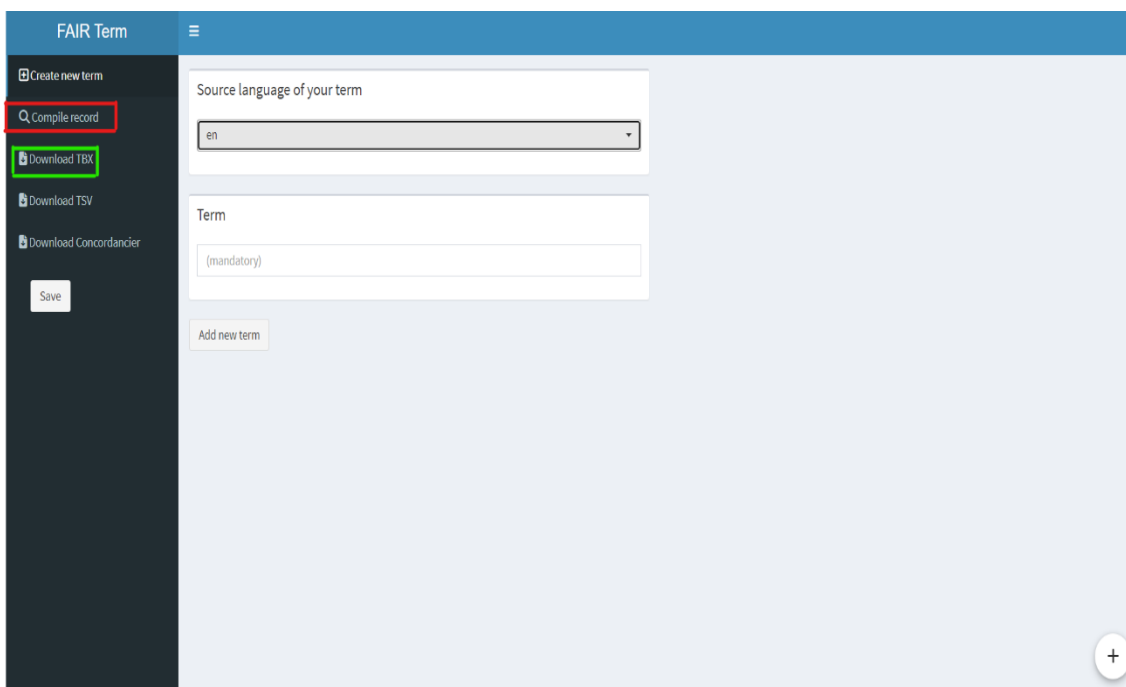 FAIR Term
Create new term
Compile record
Download TBX
Download TSV
Download Concordancier
Save
Source language of your term
en
Term
(mandatory)
Add new term
+